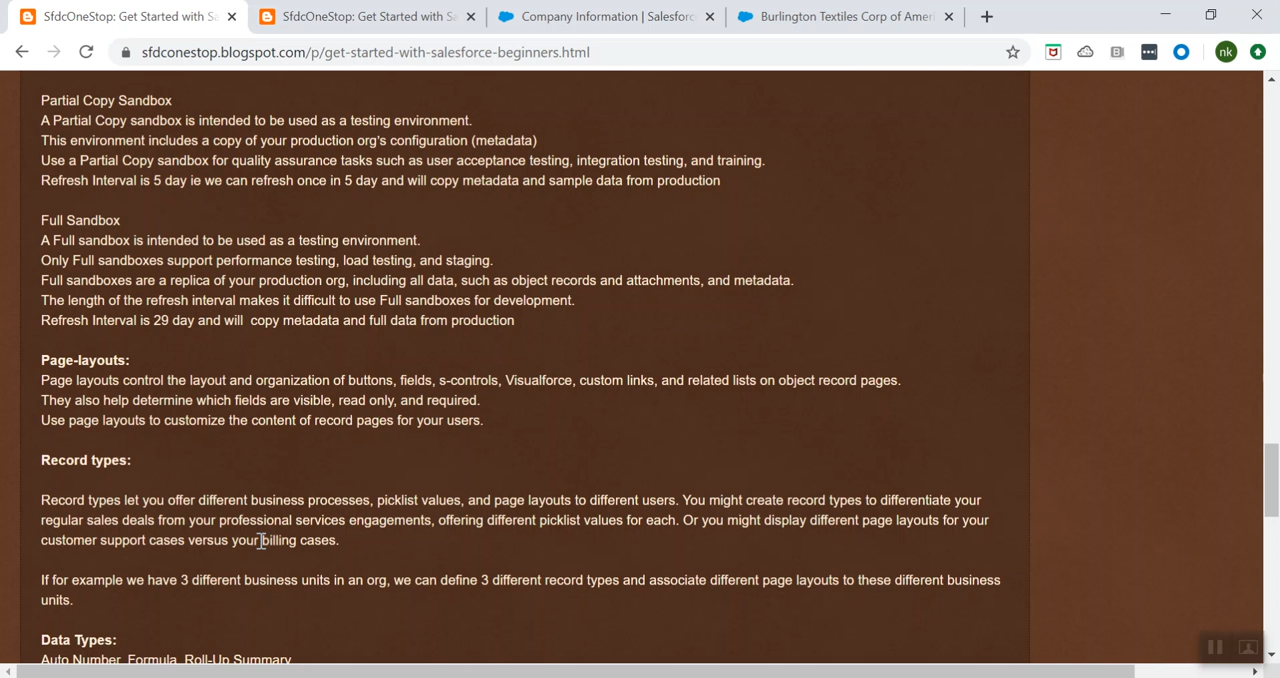 SfdcOneStop: Get Started with Sa
SfdcOneStop: Get Started with Sa
Company Information | Salesforc
Burlington Textiles Corp of Ameri
sfdconestop.blogspot.com/p/get-started-with-salesforce-beginners.html
nk
Partial Copy Sandbox
A Partial Copy sandbox is intended to be used as a testing environment.
This environment includes a copy of your production org's configuration (metadata)
Use a Partial Copy sandbox for quality assurance tasks such as user acceptance testing, integration testing, and training.
Refresh Interval is 5 day ie we can refresh once in 5 day and will copy metadata and sample data from production
Full Sandbox
A Full sandbox is intended to be used as a testing environment.
Only Full sandboxes support performance testing, load testing, and staging.
Full sandboxes are a replica of your production org, including all data, such as object records and attachments, and metadata.
The length of the refresh interval makes it difficult to use Full sandboxes for development.
Refresh Interval is 29 day and will copy metadata and full data from production
Page-layouts:
Page layouts control the layout and organization of buttons, fields, s-controls, Visualforce, custom links, and related lists on object record pages.
They also help determine which fields are visible, read only, and required.
Use page layouts to customize the content of record pages for your users.
Record types:
Record types let you offer different business processes, picklist values, and page layouts to different users. You might create record types to differentiate your
regular sales deals from your professional services engagements, offering different picklist values for each. Or you might display different page layouts for your
customer support cases versus your billing cases.
If for example we have 3 different business units in an org, we can define 3 different record types and associate different page layouts to these different business
units.
Data Types:
Auto Number, Formula, Roll-Up Summary